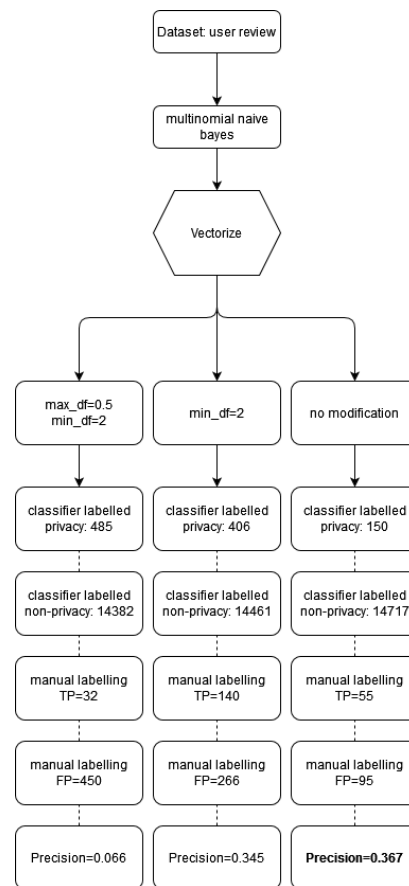 Dataset: user review
multinomial naive
bayes
Vectorize
max_df=0.5
min_df=2
min_df=2
no modification
classifier labelled
privacy: 485
classifier labelled
privacy: 406
classifier labelled
privacy: 150
classifier labelled
non-privacy: 14382
classifier labelled
non-privacy: 14461
classifier labelled
non-privacy: 14717
manual labelling
TP=32
manual labelling
TP=140
manual labelling
TP=55
manual labelling
FP=450
manual labelling
FP=266
manual labelling
FP=95
Precision=0.066
Precision=0.345
Precision=0.367